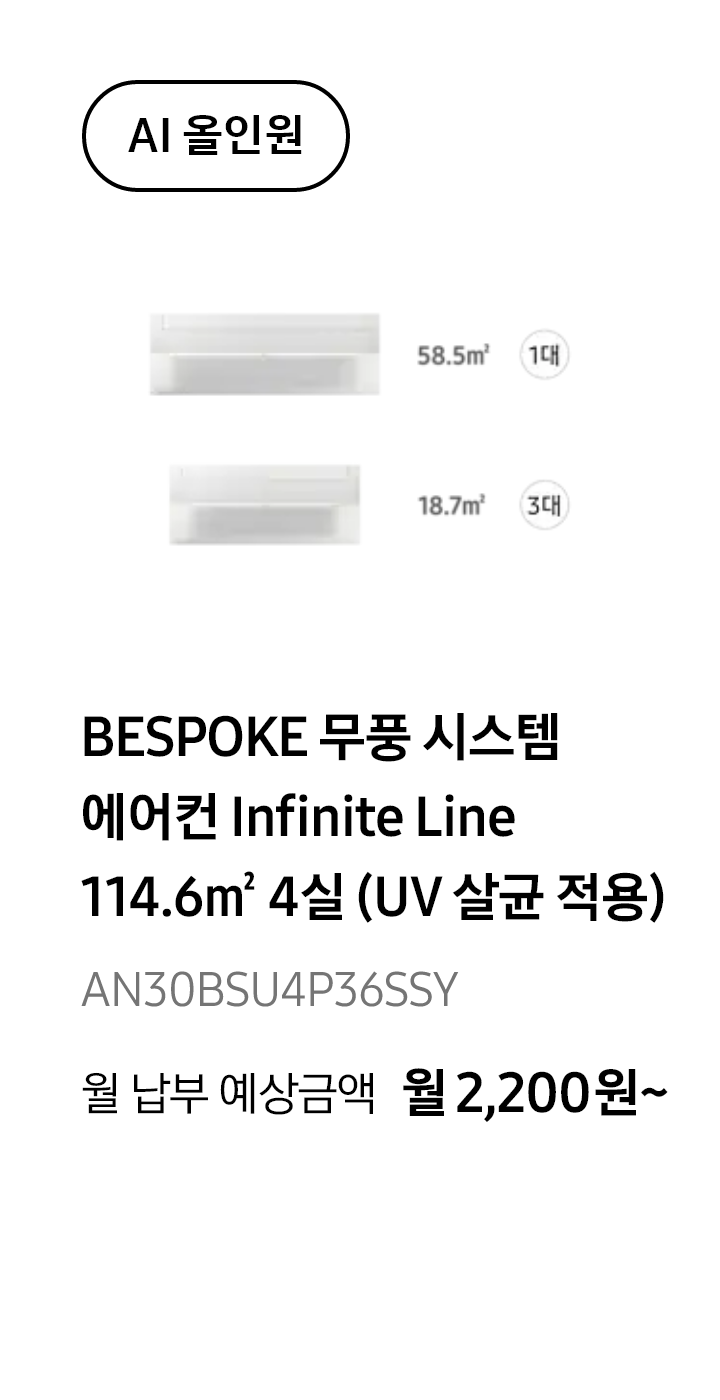 AI 올인원
58.5㎡ 1대
18.7㎡ 3대
BESPOKE 무풍 시스템
에어컨 Infinite Line
114.6㎡ 4실 (UV 살균 적용)
AN30BSU4P36SSY
월 납부 예상금액 월 2,200원~